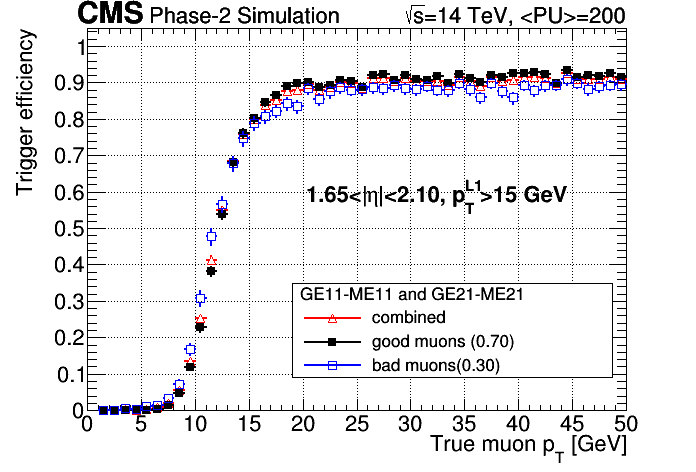 CMS Phase-2 Simulation √s=14 TeV, <PU>=200
Trigger efficiency
1
0.9
0.8
0.7
0.6
0.5
0.4
0.3
0.2
0.1
0
1.65<|η|<2.10, p_T^L1>15 GeV
GE11-ME11 and GE21-ME21
combined
good muons (0.70)
bad muons(0.30)
0 5 10 15 20 25 30 35 40 45 50
True muon p_T [GeV]